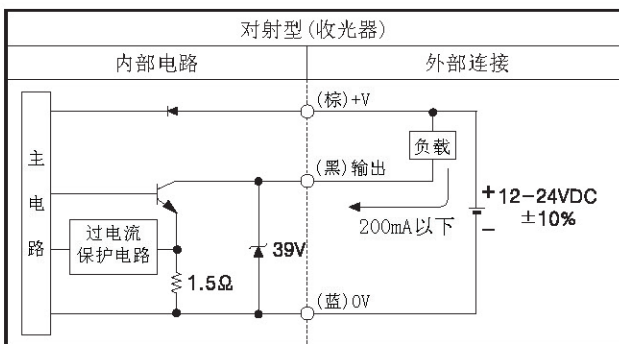 对射型(收光器)
内部电路
外部连接
(棕)+V
负载
(黑)输出
主电路
200mA以下
+12-24VDC
±10%
-
过电流
保护电路
39V
1.5Ω
(蓝)0V